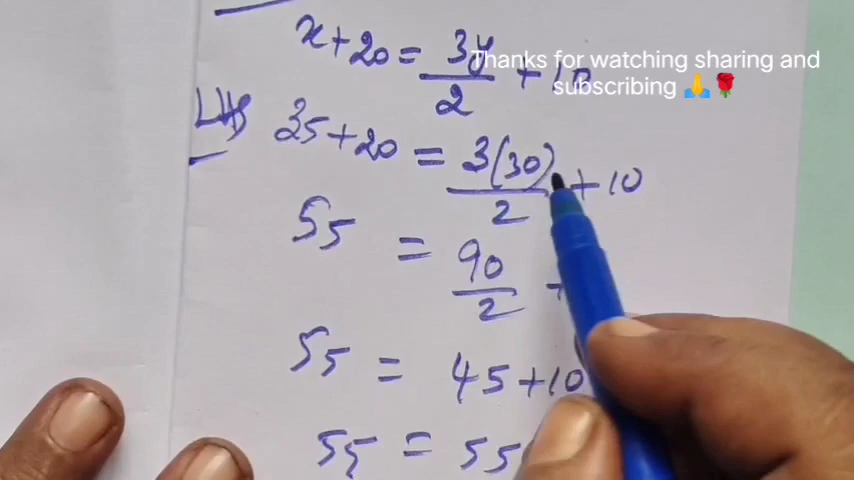 x+20 = 3y/2 + 10
Thanks for watching sharing and
subscribing 🙏🌹
LHS 35+20 = 3(30)/2 + 10
55 = 90/2 +
55 = 45+10
55 = 55